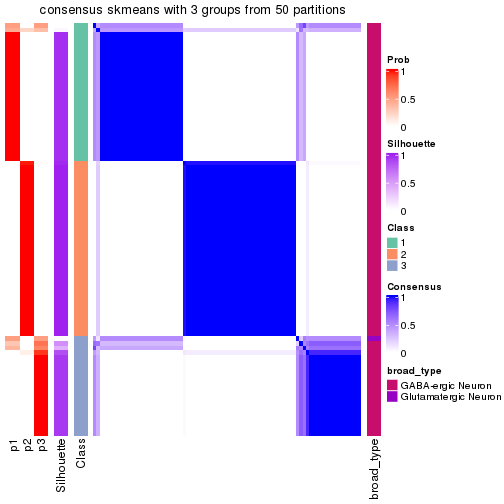 consensus skmeans with 3 groups from 50 partitions
Prob
1
0.5
0
Silhouette
1
0.5
0
Class
1
2
3
Consensus
1
0.5
0
broad_type
GABA-ergic Neuron
Glutamatergic Neuron
p1
p2
p3
Silhouette
Class
broad_type